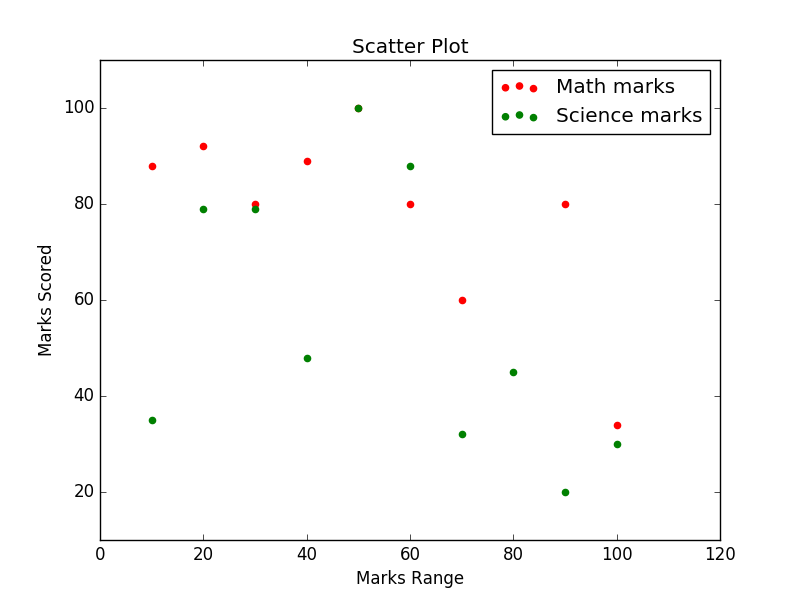 Scatter Plot
Math marks
Science marks
Marks Scored
100
80
60
40
20
0 20 40 60 80 100 120
Marks Range